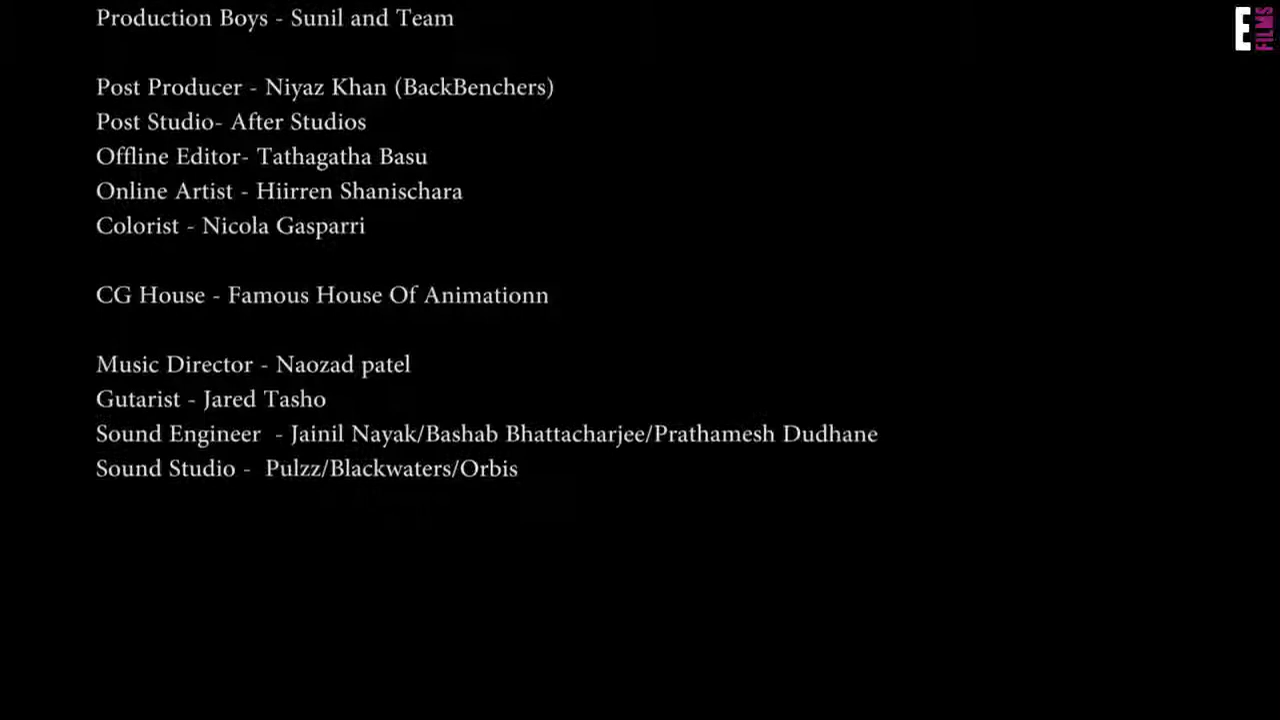 Production Boys - Sunil and Team
Post Producer - Niyaz Khan (BackBenchers)
Post Studio- After Studios
Offline Editor- Tathagatha Basu
Online Artist - Hiirren Shanischara
Colorist - Nicola Gasparri
CG House - Famous House Of Animationn
Music Director - Naozad patel
Gutarist - Jared Tasho
Sound Engineer  - Jainil Nayak/Bashab Bhattacharjee/Prathamesh Dudhane
Sound Studio -  Pulzz/Blackwaters/Orbis
E FILMS